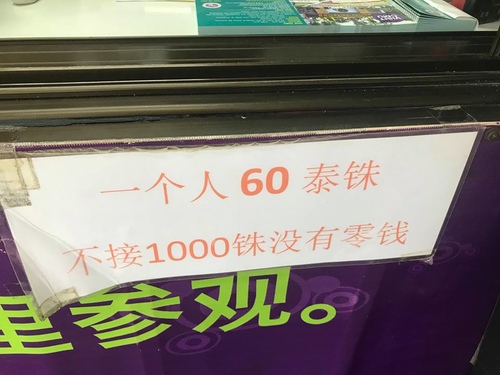 一个人 60 泰铢
不接1000铢没有零钱
里参观。